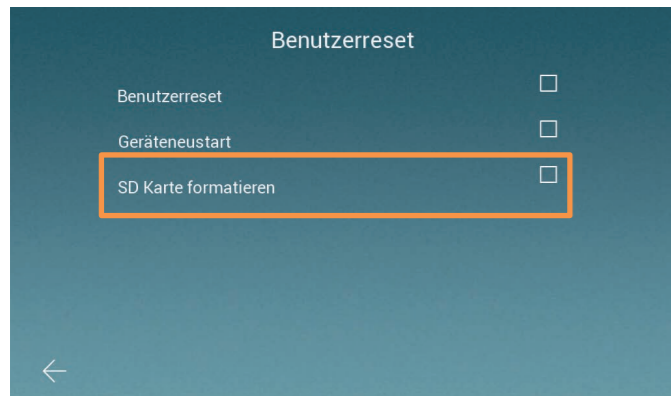 Benutzerreset
Benutzerreset
Geräteneustart
SD Karte formatieren